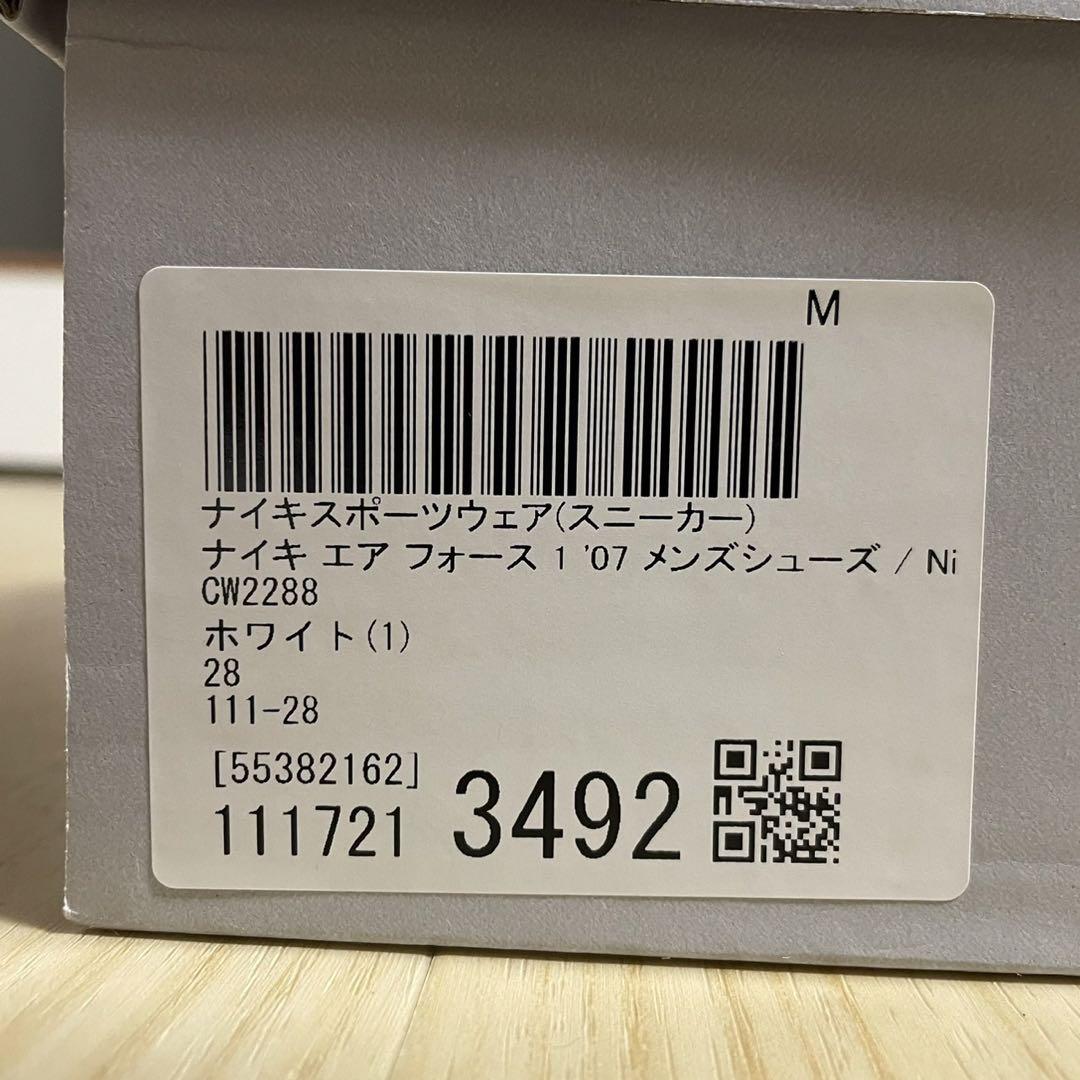 M
ナイキスポーツウェア(スニーカー)
ナイキ エア フォース 1 '07 メンズシューズ / Ni
CW2288
ホワイト(1)
28
111-28
[55382162]
111721 3492